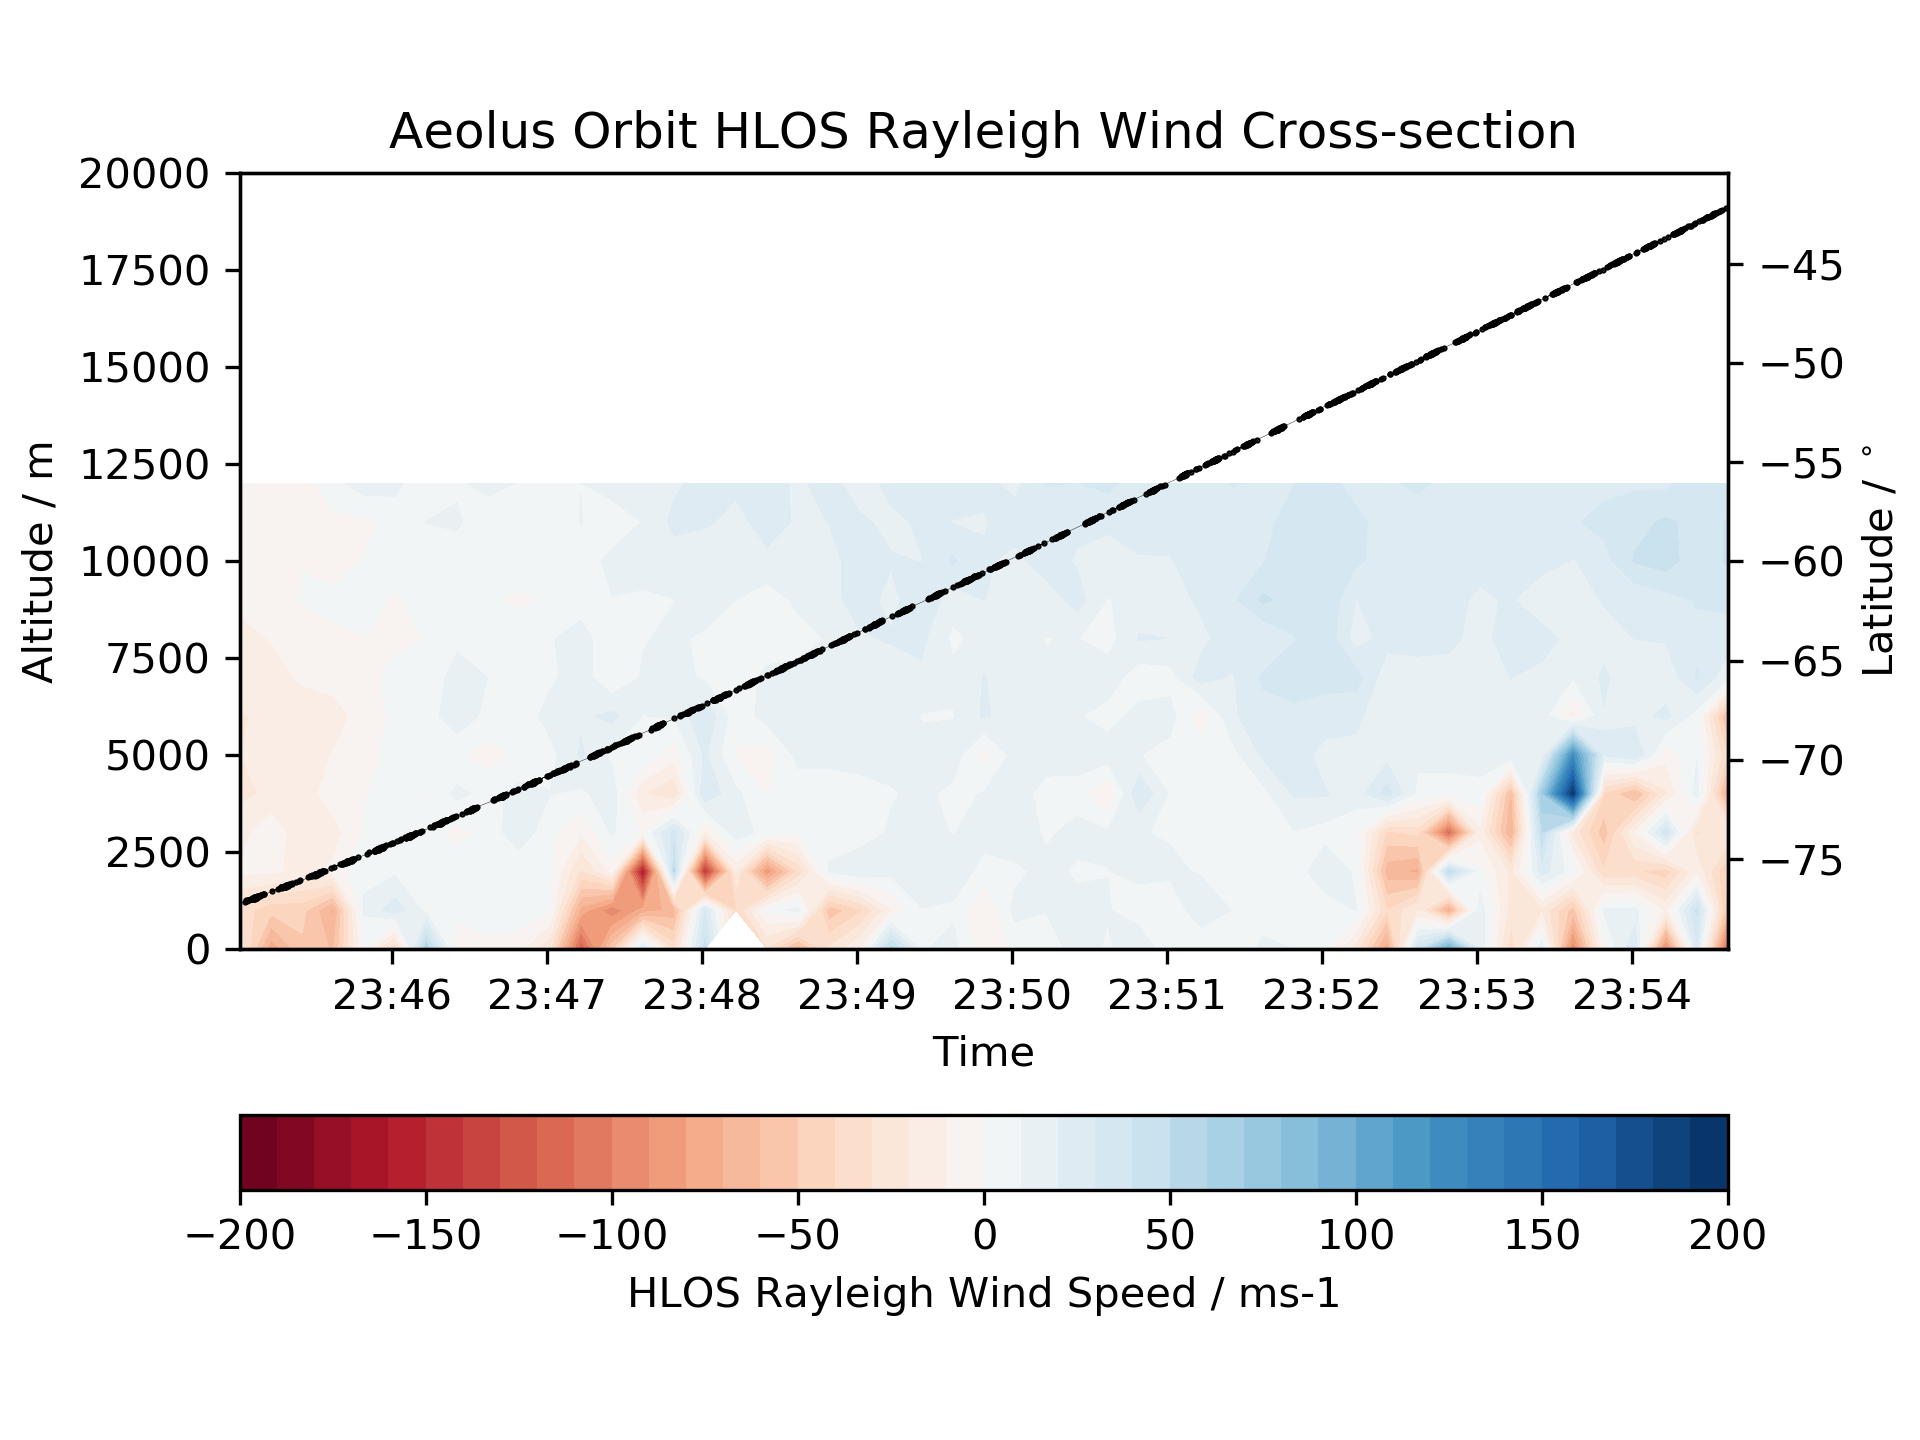 Aeolus Orbit HLOS Rayleigh Wind Cross-section
20000
17500
15000
12500
10000
7500
5000
2500
0
Altitude / m
−45
−50
−55
−60
−65
−70
−75
Latitude / °
23:46 23:47 23:48 23:49 23:50 23:51 23:52 23:53 23:54
Time
−200 −150 −100 −50 0 50 100 150 200
HLOS Rayleigh Wind Speed / ms-1